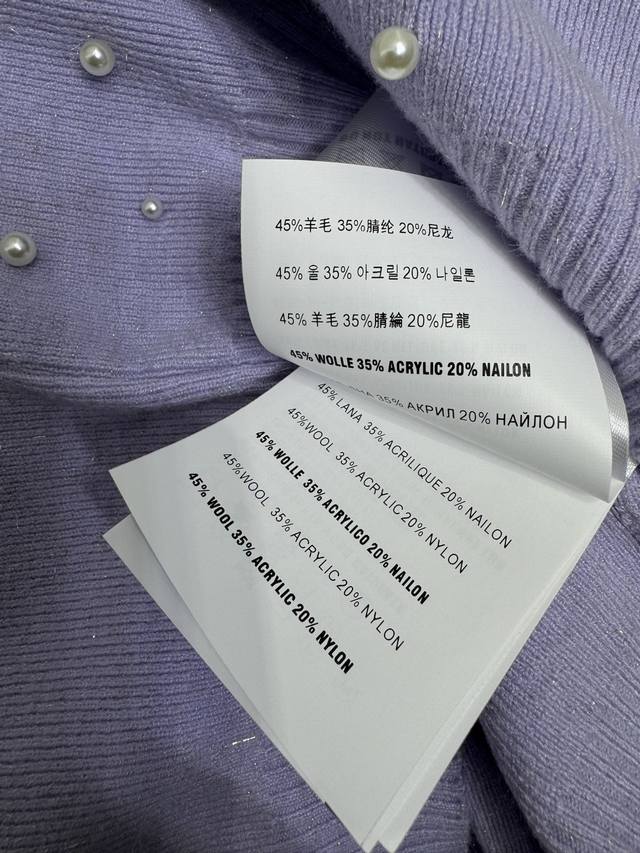 45%羊毛 35%腈纶 20%尼龙
45% 울 35% 아크릴 20% 나일론
45% 羊毛 35%腈綸 20%尼龍
45% WOLLE 35% ACRYLIC 20% NAILON
35% АКРИЛ 20% НАЙЛОН
45% LANA 35% ACRILIQUE 20% NAILON
45%WOOL 35% ACRYLIC 20% NYLON
45% WOLLE 35% ACRYLICO 20% NAILON
45%WOOL 35% ACRYLIC 20% NYLON
45% WOOL 35% ACRYLIC 20% NYLON